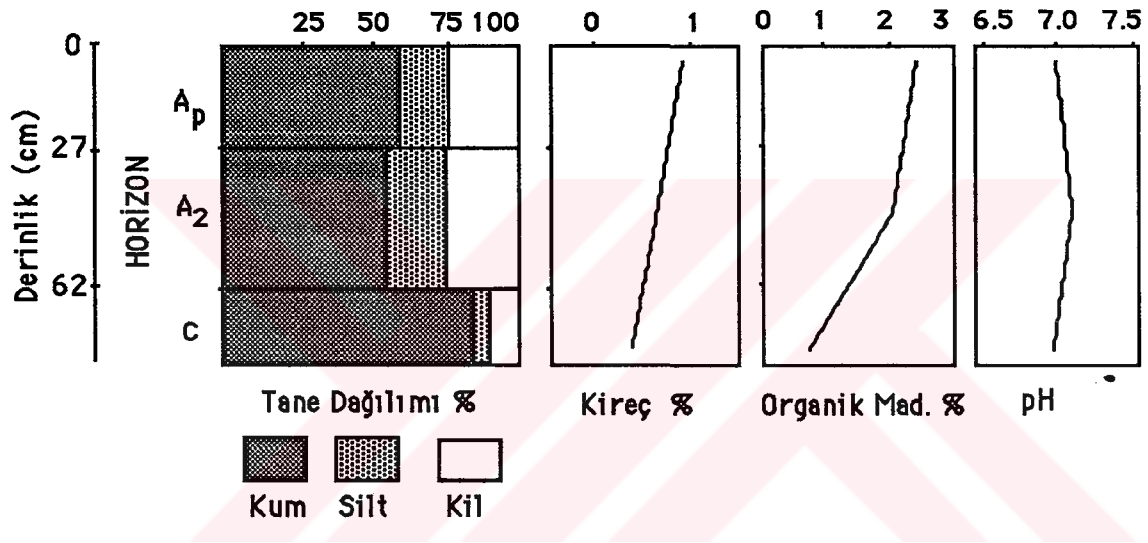 25 50 75 100
0 1
0 1 2 3
6.5 7.0 7.5
0
27
62
Derinlik (cm)
HORİZON
Ap
A2
C
Tane Dağılımı %
Kireç %
Organik Mad. %
pH
Kum Silt Kil